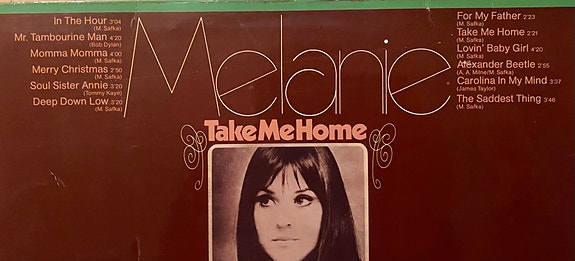 In The Hour 3'04
(M. Safka)
Mr. Tambourine Man 4'20
(Bob Dylan)
Momma Momma 4'00
(M. Safka)
Merry Christmas 2'50
(M. Safka)
Soul Sister Annie 3'20
(Tommy Kaye)
Deep Down Low 3'20
(M. Safka)
Melanie
For My Father 2'23
(M. Safka)
Take Me Home 2'21
(M. Safka)
Lovin' Baby Girl 4'20
(M. Safka)
Alexander Beetle 2'55
(A. A. Milne/M. Safka)
Carolina In My Mind 3'37
(James Taylor)
The Saddest Thing 3'46
(M. Safka)
Take Me Home